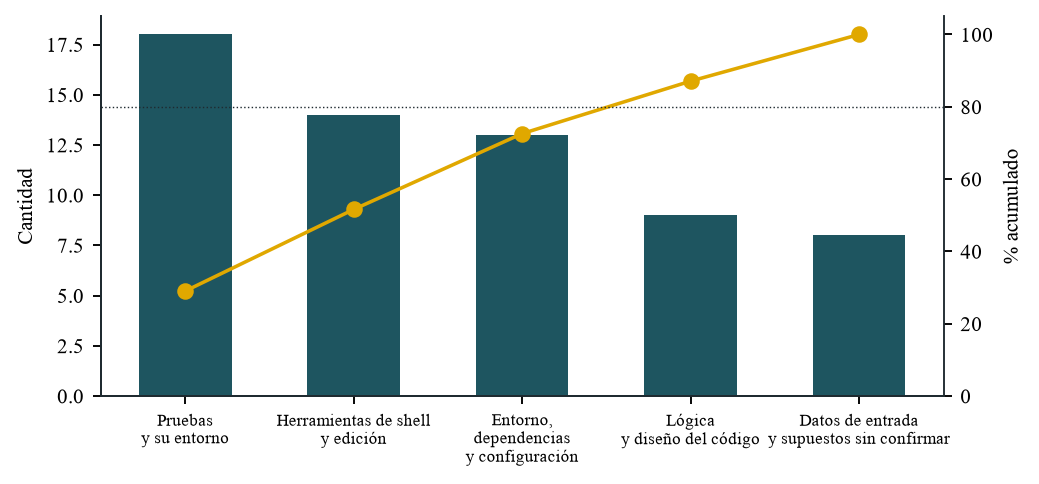 17.5
15.0
12.5
10.0
7.5
5.0
2.5
0.0
Cantidad
100
80
60
40
20
0
% acumulado
Pruebas
y su entorno
Herramientas de shell
y edición
Entorno,
dependencias
y configuración
Lógica
y diseño del código
Datos de entrada
y supuestos sin confirmar